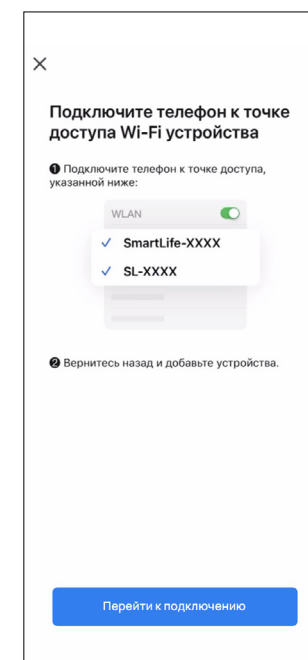 Подключите телефон к точке
доступа Wi-Fi устройства
❶ Подключите телефон к точке доступа,
указанной ниже:
WLAN
✓ SmartLife-XXXX
✓ SL-XXXX
❷ Вернитесь назад и добавьте устройства.
Перейти к подключению